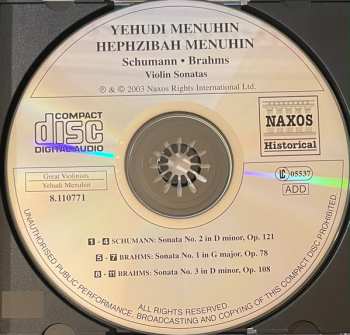 YEHUDI MENUHIN
HEPHZIBAH MENUHIN
Schumann • Brahms
Violin Sonatas
℗ & © 2003 Naxos Rights International Ltd.
COMPACT
disc
DIGITAL AUDIO
NAXOS
Historical
Great Violinists
Yehudi Menuhin
8.110771
LC 05537
ADD
1 - 4 SCHUMANN: Sonata No. 2 in D minor, Op. 121
5 - 7 BRAHMS: Sonata No. 1 in G major, Op. 78
8 - 11 BRAHMS: Sonata No. 3 in D minor, Op. 108
ALL RIGHTS RESERVED. UNAUTHORISED PUBLIC PERFORMANCE, BROADCASTING AND COPYING OF THIS COMPACT DISC PROHIBITED.